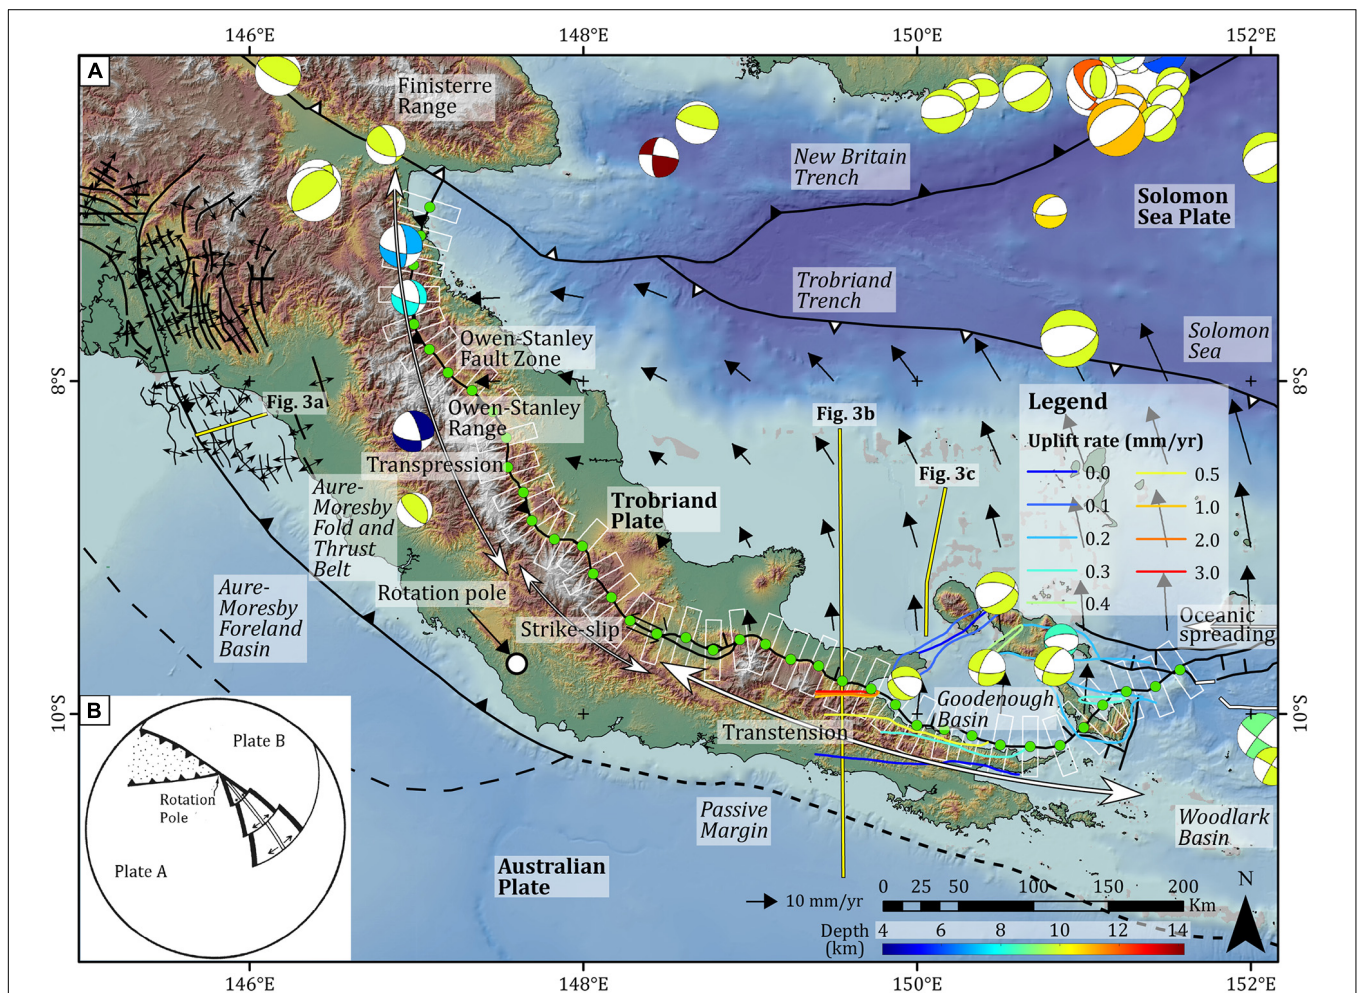 146°E
148°E
150°E
152°E
A
Finisterre
Range
New Britain
Trench
Solomon
Sea Plate
Trobriand
Trench
Solomon
Sea
Owen-Stanley
Fault Zone
8°S
8°S
Fig. 3a
Owen-Stanley
Range
Fig. 3b
Legend
Uplift rate (mm/yr)
0.0
0.5
0.1
1.0
0.2
2.0
0.3
3.0
0.4
Transpression
Fig. 3c
Aure-
Moresby
Fold and
Thrust
Belt
Trobriand
Plate
Aure-
Moresby
Foreland
Basin
Rotation pole
Strike-slip
Oceanic
spreading
Goodenough
Basin
10°S
10°S
Transtension
B
Plate B
Rotation
Pole
Plate A
Passive
Margin
Woodlark
Basin
Australian
Plate
10 mm/yr
0 25 50 100 150 200
Km
N
Depth
(km)
4 6 8 10 12 14
146°E
148°E
150°E
152°E